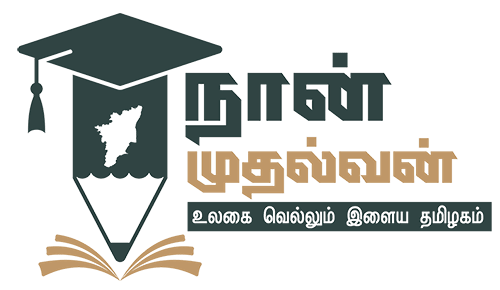 நான்
முதல்வன்
உலகை வெல்லும் இளைய தமிழகம்